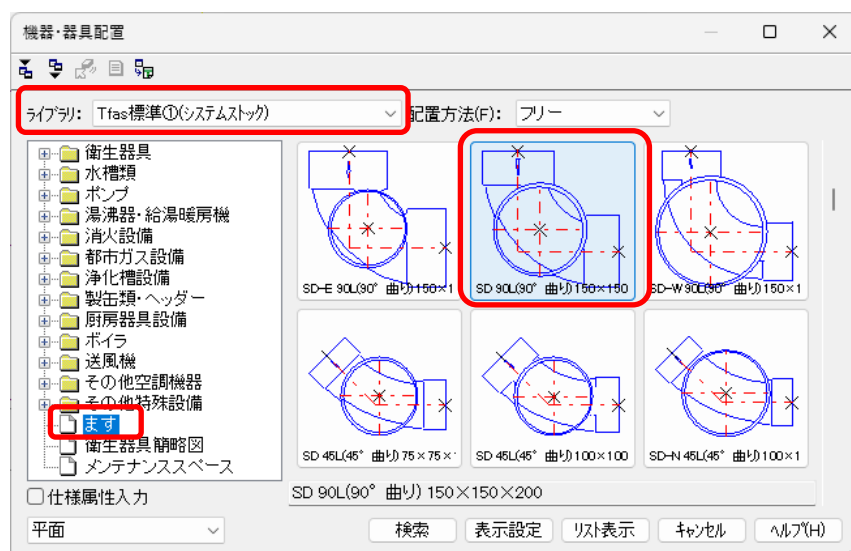 機器･器具配置
ﾗｲﾌﾞﾗﾘ: Tfas標準①(ｼｽﾃﾑｽﾄｯｸ)
配置方法(F): フリー
衛生器具
水槽類
ポンプ
湯沸器･給湯暖房機
消火設備
都市ガス設備
浄化槽設備
製缶類･ヘッダー
厨房器具設備
ボイラ
送風機
その他空調機器
その他特殊設備
ます
衛生器具簡略図
メンテナンススペース
SD-E 90L(90° 曲り)150×1
SD 90L(90° 曲り)150×150
SD-W 90L(90° 曲り)150×1
SD 45L(45° 曲り)75×75×
SD 45L(45° 曲り)100×100
SD-N 45L(45° 曲り)100×1
仕様属性入力
SD 90L(90° 曲り) 150×150×200
平面
検索
表示設定
ﾘｽﾄ表示
ｷｬﾝｾﾙ
ﾍﾙﾌﾟ(H)